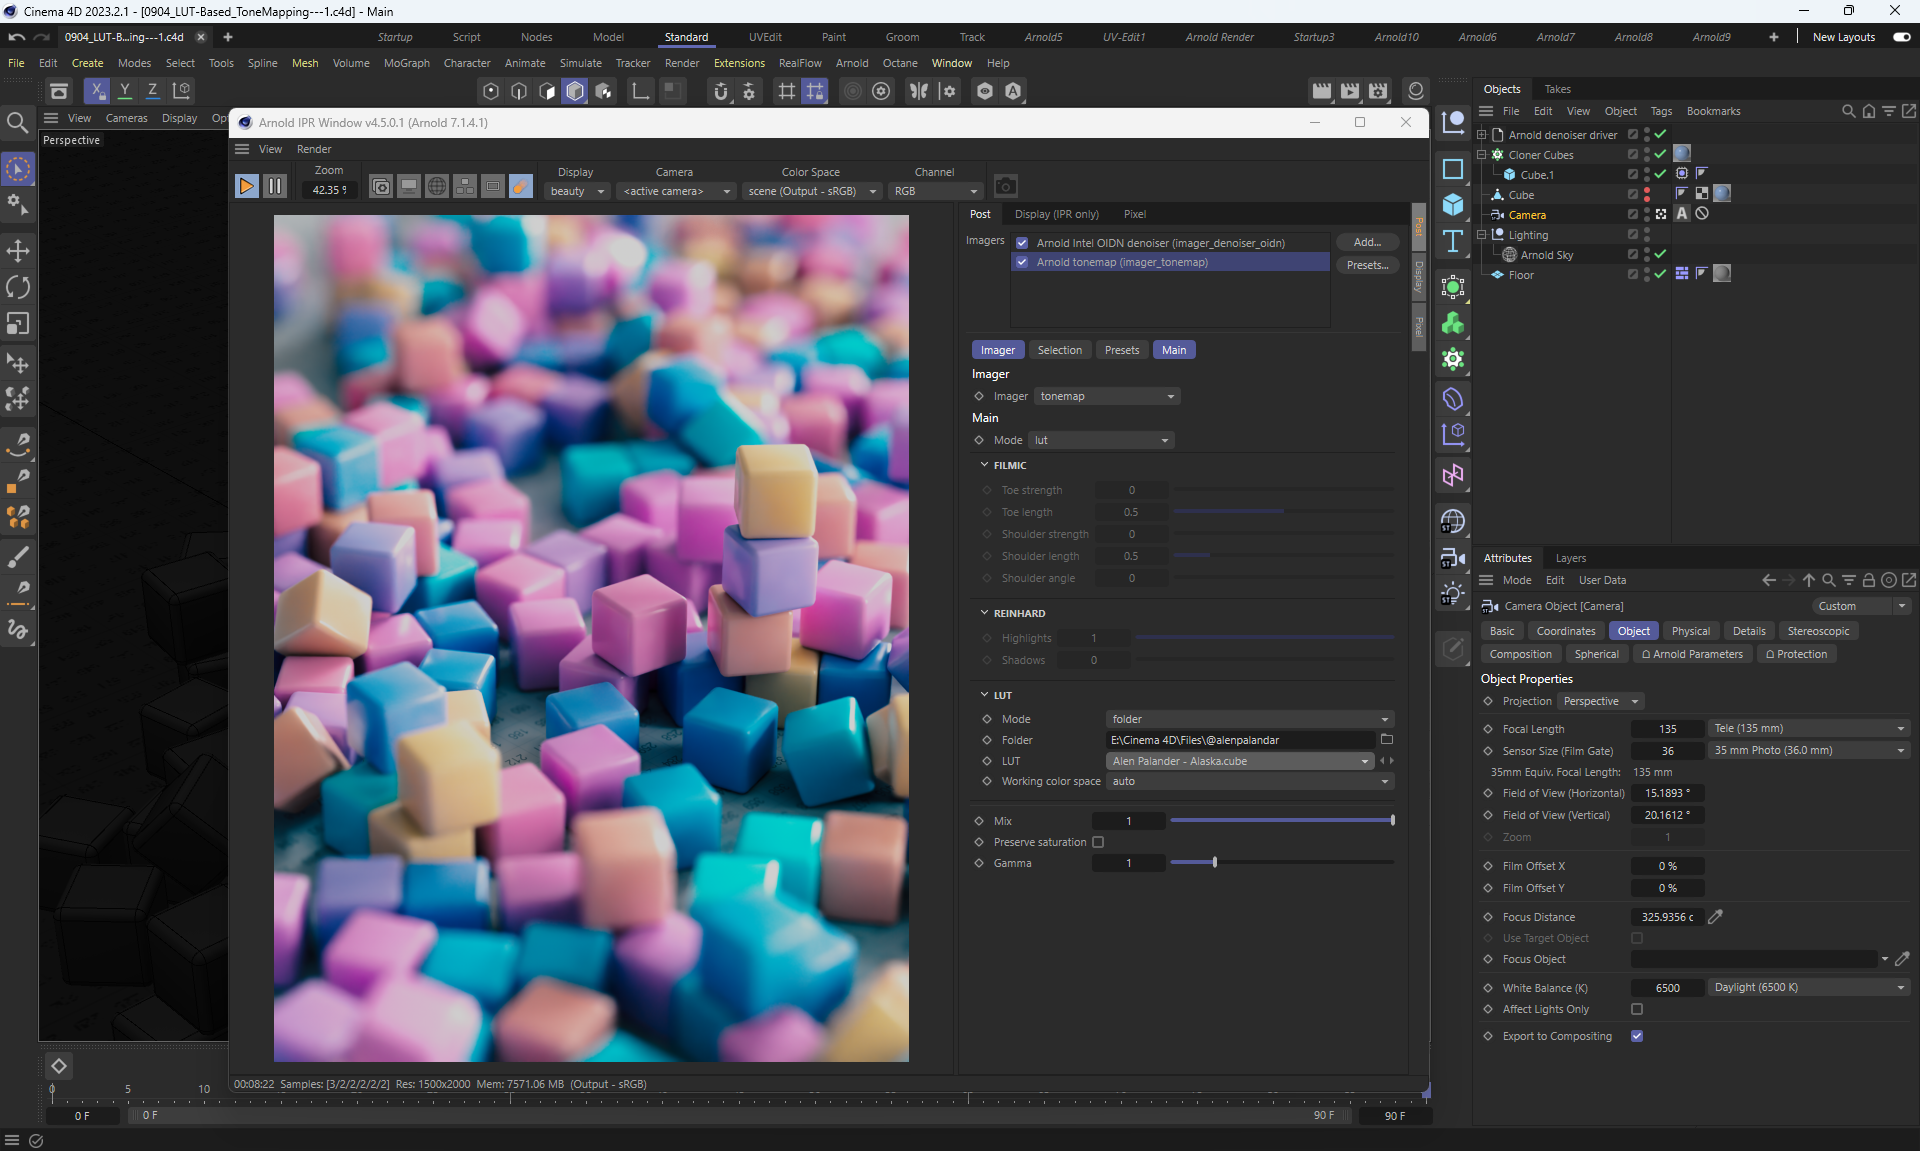 Cinema 4D 2023.2.1 - [0904_LUT-Based_ToneMapping---1.c4d] - Main
0904_LUT-B...ing---1.c4d
Startup Script Nodes Model Standard UVEdit Paint Groom Track Arnold5 UV-Edit1 Arnold Render Startup3 Arnold10 Arnold6 Arnold7 Arnold8 Arnold9 New Layouts
File Edit Create Modes Select Tools Spline Mesh Volume MoGraph Character Animate Simulate Tracker Render Extensions RealFlow Arnold Octane Window Help
X Y Z
View Cameras Display
Perspective
Arnold IPR Window v4.5.0.1 (Arnold 7.1.4.1)
View Render
Zoom Display Camera Color Space Channel
42.35 % beauty <active camera> scene (Output - sRGB) RGB
Post Display (IPR only) Pixel
Imagers Arnold Intel OIDN denoiser (imager_denoiser_oidn) Add...
Arnold tonemap (imager_tonemap) Presets...
Post
Display
Pixel
Imager Selection Presets Main
Imager
Imager tonemap
Main
Mode lut
FILMIC
Toe strength 0
Toe length 0.5
Shoulder strength 0
Shoulder length 0.5
Shoulder angle 0
REINHARD
Highlights 1
Shadows 0
LUT
Mode folder
Folder E:\Cinema 4D\Files\@alenpalandar
LUT Alen Palander - Alaska.cube
Working color space auto
Mix 1
Preserve saturation
Gamma 1
00:08:22 Samples: [3/2/2/2/2/2] Res: 1500x2000 Mem: 7571.06 MB (Output - sRGB)
Objects Takes
File Edit View Object Tags Bookmarks
Arnold denoiser driver
Cloner Cubes
Cube.1
Cube
Camera
Lighting
Arnold Sky
Floor
Attributes Layers
Mode Edit User Data
Camera Object [Camera] Custom
Basic Coordinates Object Physical Details Stereoscopic
Composition Spherical Arnold Parameters Protection
Object Properties
Projection Perspective
Focal Length 135 Tele (135 mm)
Sensor Size (Film Gate) 36 35 mm Photo (36.0 mm)
35mm Equiv. Focal Length: 135 mm
Field of View (Horizontal) 15.1893 °
Field of View (Vertical) 20.1612 °
Zoom 1
Film Offset X 0 %
Film Offset Y 0 %
Focus Distance 325.9356 c
Use Target Object
Focus Object
White Balance (K) 6500 Daylight (6500 K)
Affect Lights Only
Export to Compositing
0 5 10
0 F 0 F 90 F 90 F